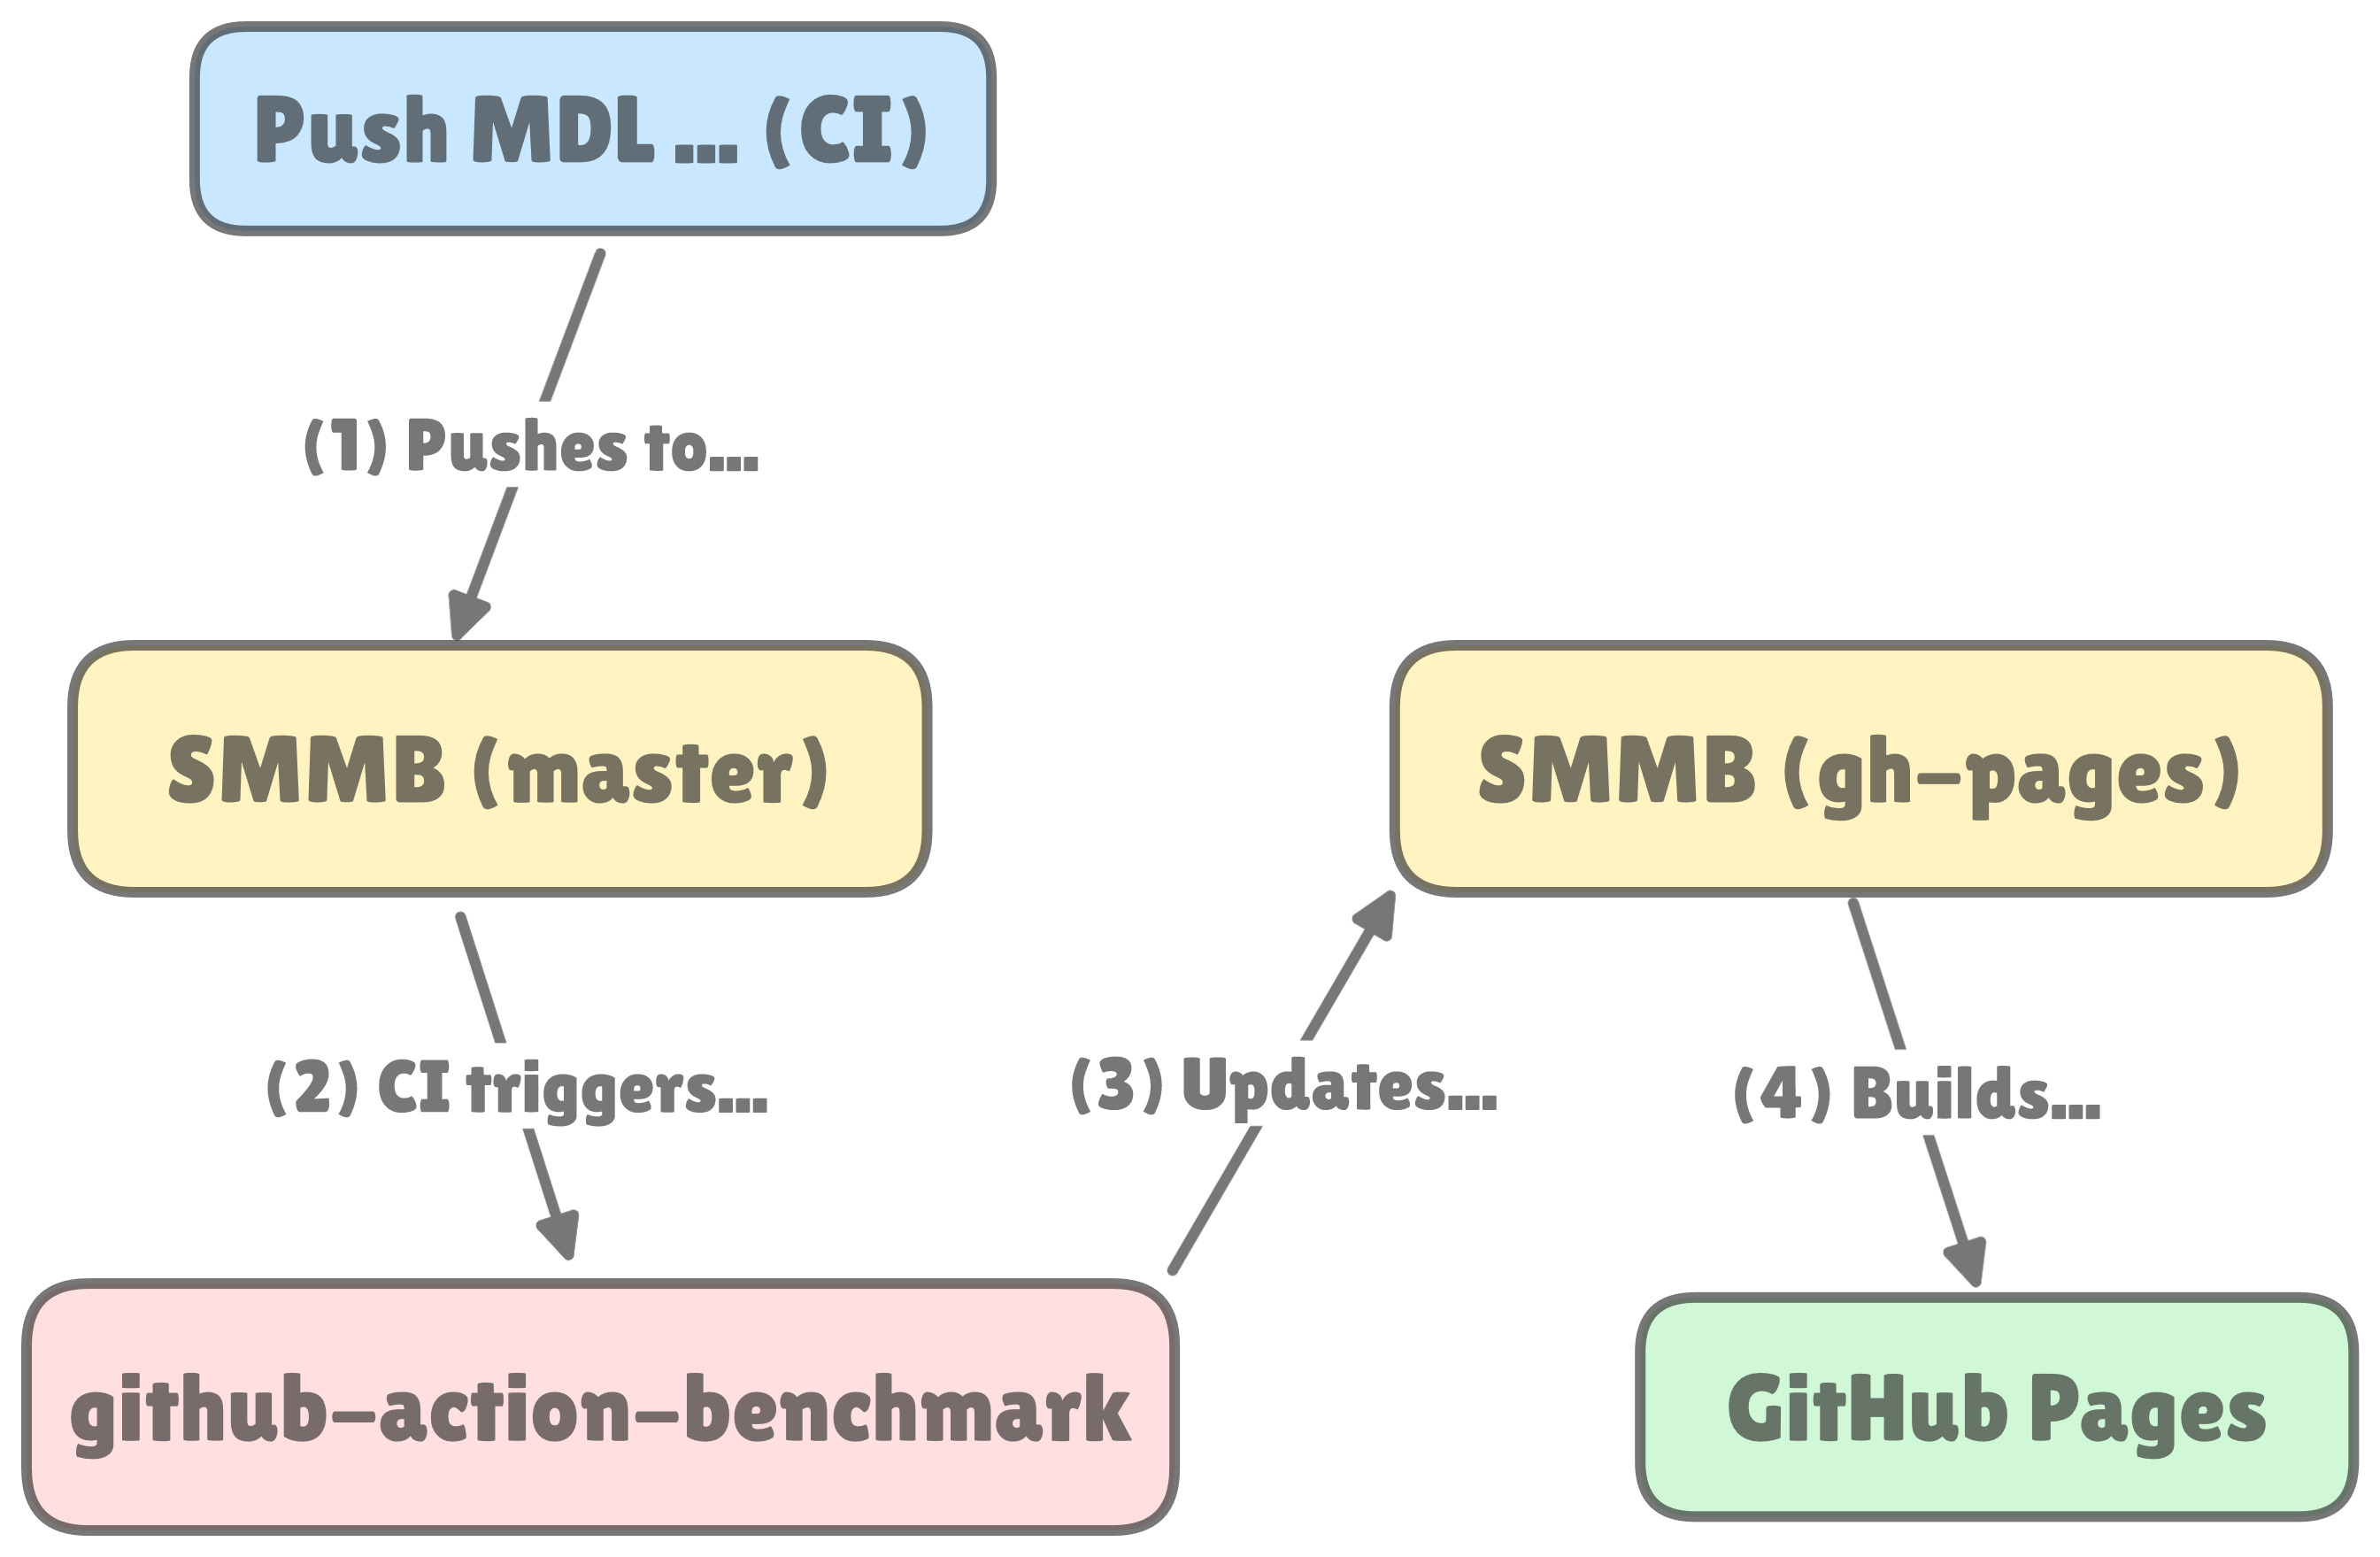 Push MDL ... (CI)
(1) Pushes to...
SMMB (master)
SMMB (gh-pages)
(2) CI triggers...
(3) Updates...
(4) Builds...
github-action-benchmark
GitHub Pages